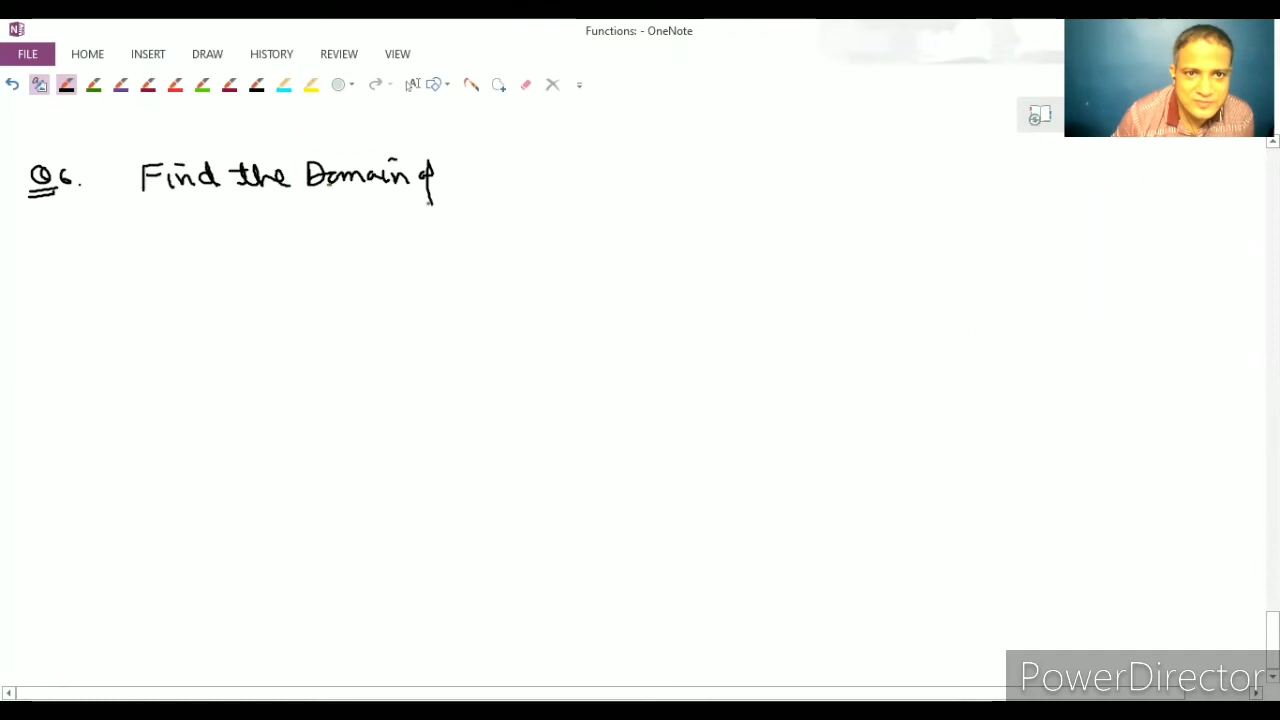 Functions: - OneNote
FILE HOME INSERT DRAW HISTORY REVIEW VIEW
Q6. Find the Domain of
PowerDirector